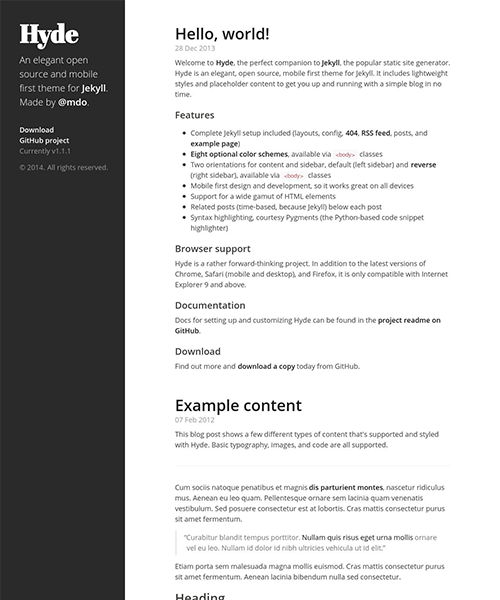 Hyde
An elegant open
source and mobile
first theme for Jekyll.
Made by @mdo.
Download
GitHub project
Currently v1.1.1
© 2014. All rights reserved.
Hello, world!
28 Dec 2013
Welcome to Hyde, the perfect companion to Jekyll, the popular static site generator.
Hyde is an elegant, open source, mobile first theme for Jekyll. It includes lightweight
styles and placeholder content to get you up and running with a simple blog in no
time.
Features
• Complete Jekyll setup included (layouts, config, 404, RSS feed, posts, and
example page)
• Eight optional color schemes, available via <body> classes
• Two orientations for content and sidebar, default (left sidebar) and reverse
(right sidebar), available via <body> classes
• Mobile first design and development, so it works great on all devices
• Support for a wide gamut of HTML elements
• Related posts (time-based, because Jekyll) below each post
• Syntax highlighting, courtesy Pygments (the Python-based code snippet
highlighter)
Browser support
Hyde is a rather forward-thinking project. In addition to the latest versions of
Chrome, Safari (mobile and desktop), and Firefox, it is only compatible with Internet
Explorer 9 and above.
Documentation
Docs for setting up and customizing Hyde can be found in the project readme on
GitHub.
Download
Find out more and download a copy today from GitHub.
Example content
07 Feb 2012
This blog post shows a few different types of content that's supported and styled
with Hyde. Basic typography, images, and code are all supported.
Cum sociis natoque penatibus et magnis dis parturient montes, nascetur ridiculus
mus. Aenean eu leo quam. Pellentesque ornare sem lacinia quam venenatis
vestibulum. Sed posuere consectetur est at lobortis. Cras mattis consectetur purus
sit amet fermentum.
"Curabitur blandit tempus porttitor. Nullam quis risus eget urna mollis ornare
vel eu leo. Nullam id dolor id nibh ultricies vehicula ut id elit."
Etiam porta sem malesuada magna mollis euismod. Cras mattis consectetur purus
sit amet fermentum. Aenean lacinia bibendum nulla sed consectetur.
Heading